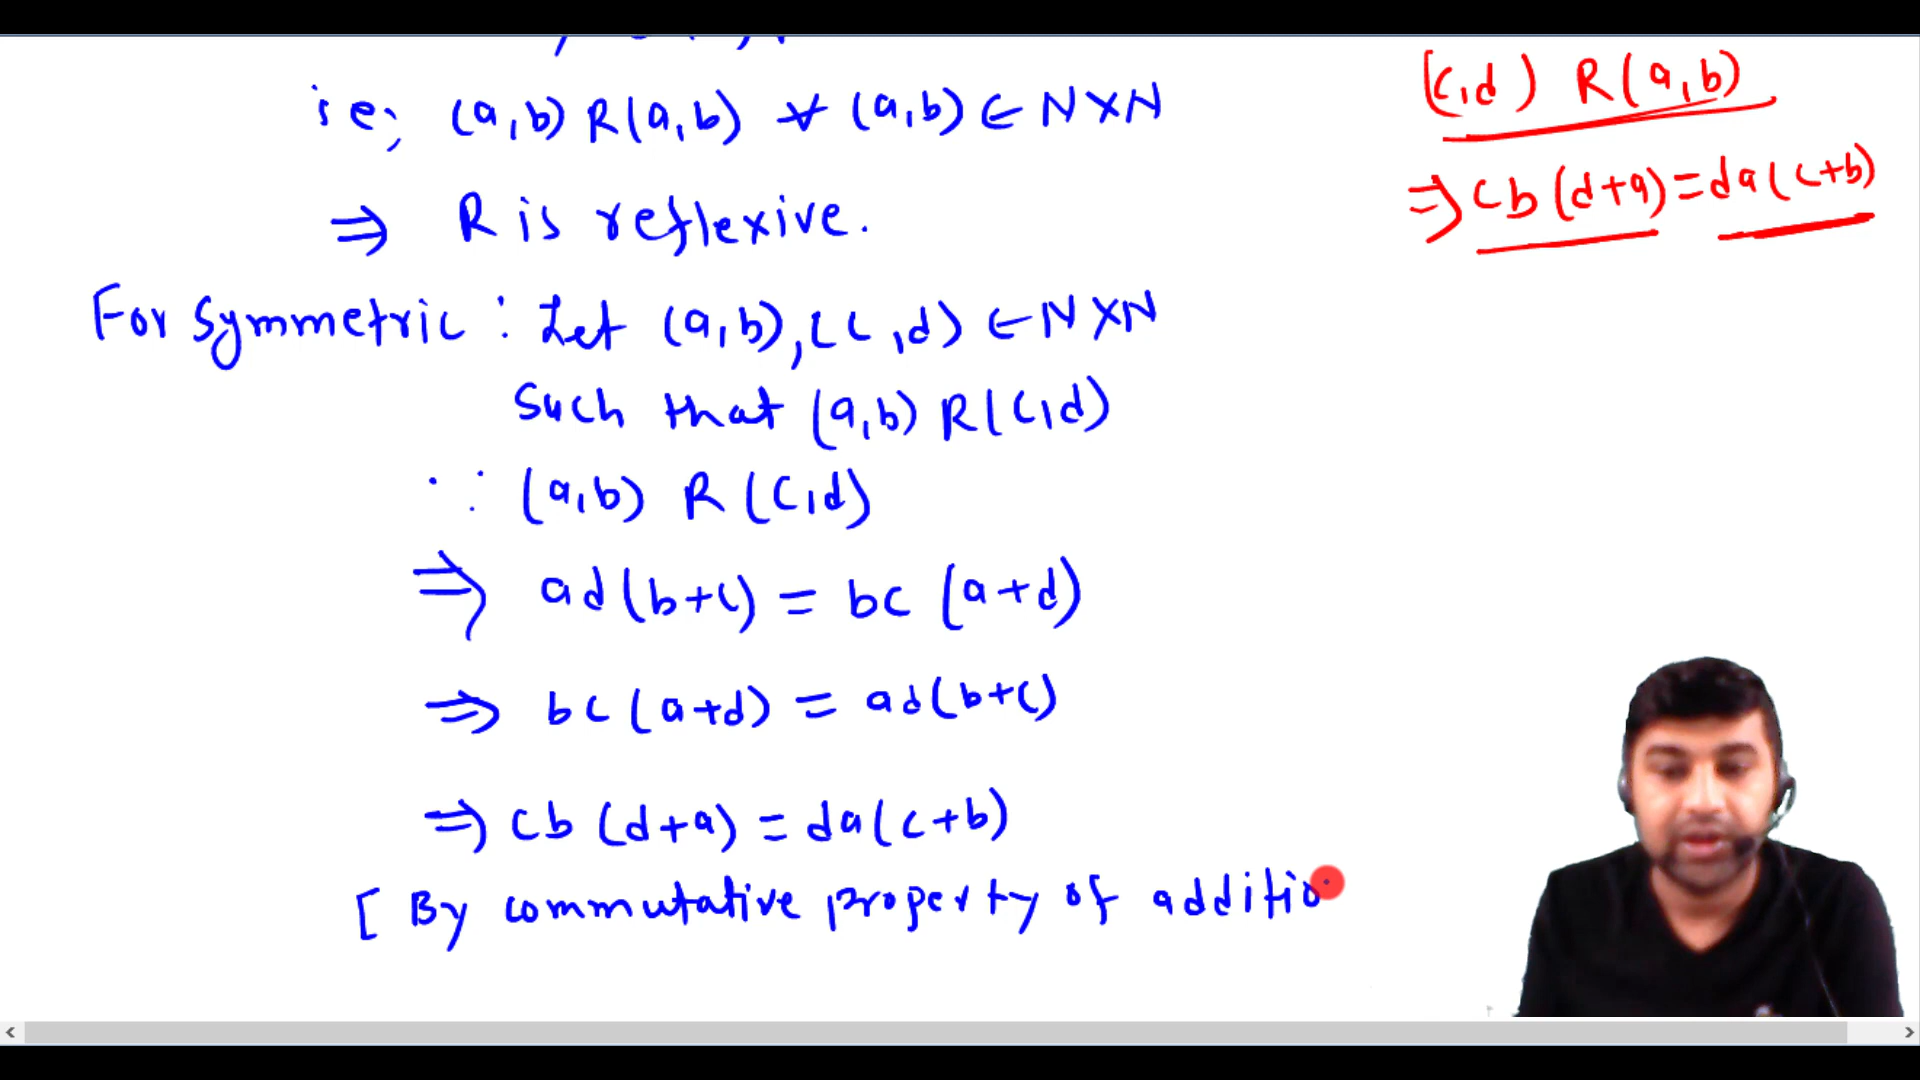 ie; (a,b) R(a,b) ∀ (a,b) ∈ N×N
⇒ R is reflexive.
For Symmetric : Let (a,b),(c,d) ∈ N×N
Such that (a,b) R(c,d)
∵ (a,b) R (c,d)
⇒ ad(b+c) = bc (a+d)
⇒ bc(a+d) = ad(b+c)
⇒ cb (d+a) = da(c+b)
[ By commutative property of additio
(c,d) R(a,b)
⇒ cb(d+a)=da(c+b)